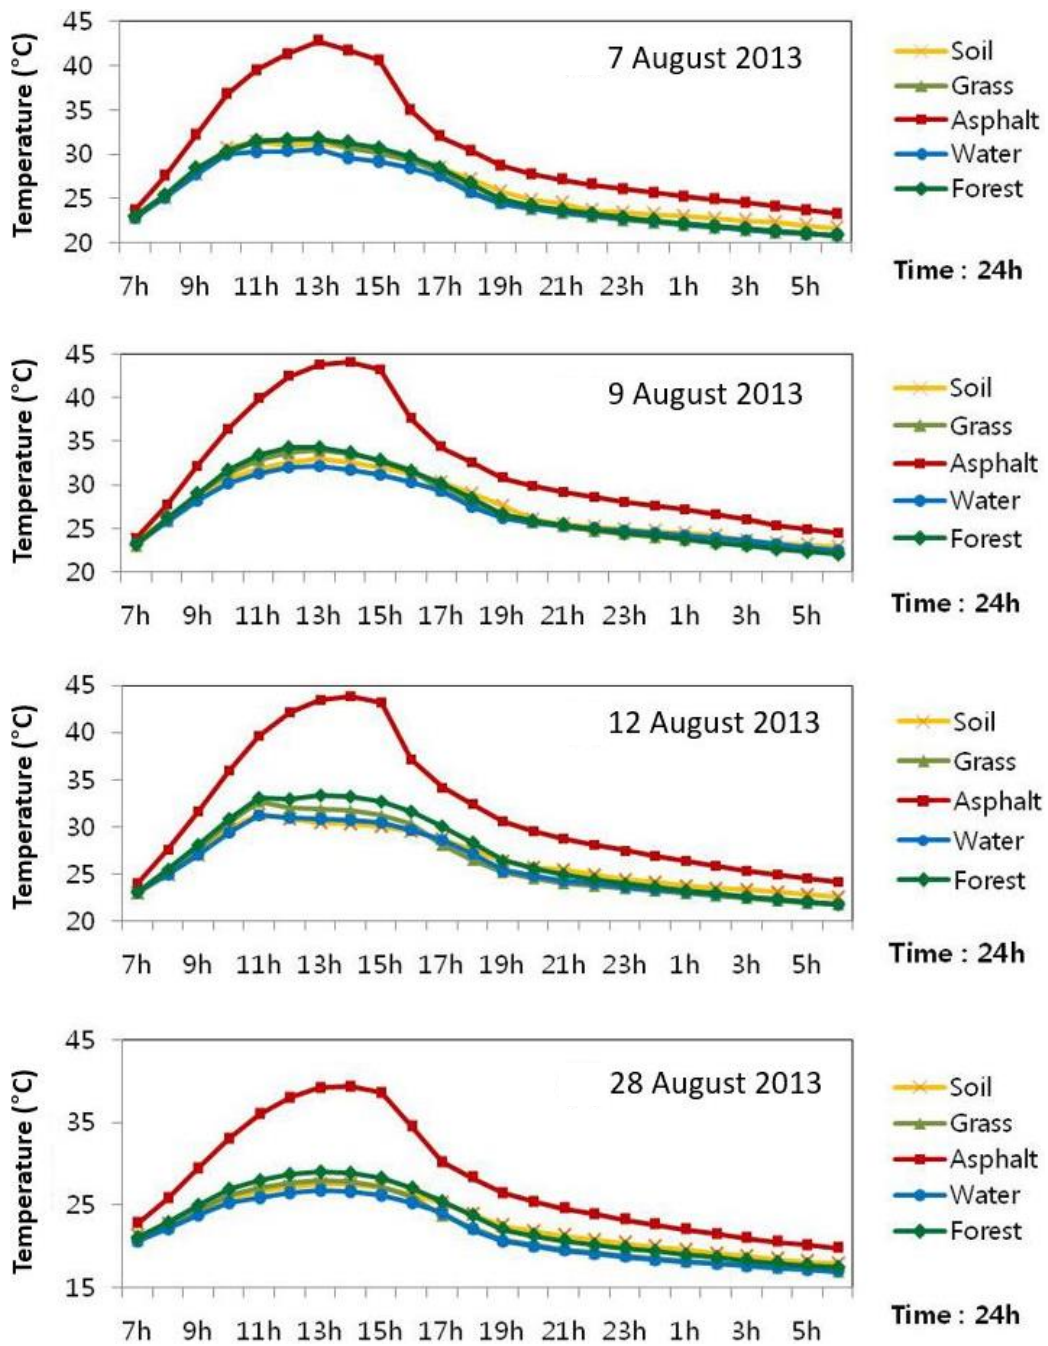 Temperature (°C)
45
40
35
30
25
20
7h 9h 11h 13h 15h 17h 19h 21h 23h 1h 3h 5h
7 August 2013
Soil
Grass
Asphalt
Water
Forest
Time : 24h
Temperature (°C)
45
40
35
30
25
20
7h 9h 11h 13h 15h 17h 19h 21h 23h 1h 3h 5h
9 August 2013
Soil
Grass
Asphalt
Water
Forest
Time : 24h
Temperature (°C)
45
40
35
30
25
20
7h 9h 11h 13h 15h 17h 19h 21h 23h 1h 3h 5h
12 August 2013
Soil
Grass
Asphalt
Water
Forest
Time : 24h
Temperature (°C)
45
35
25
15
7h 9h 11h 13h 15h 17h 19h 21h 23h 1h 3h 5h
28 August 2013
Soil
Grass
Asphalt
Water
Forest
Time : 24h